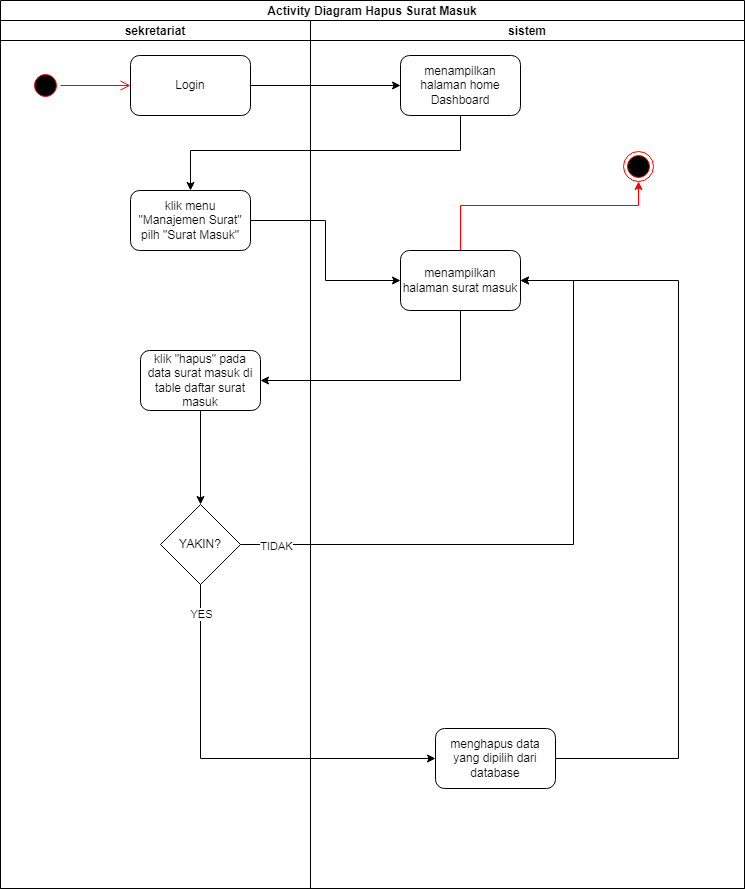 Activity Diagram Hapus Surat Masuk
sekretariat
sistem
Login
menampilkan
halaman home
Dashboard
klik menu
"Manajemen Surat"
pilh "Surat Masuk"
menampilkan
halaman surat masuk
klik "hapus" pada
data surat masuk di
table daftar surat
masuk
YAKIN?
TIDAK
YES
menghapus data
yang dipilih dari
database